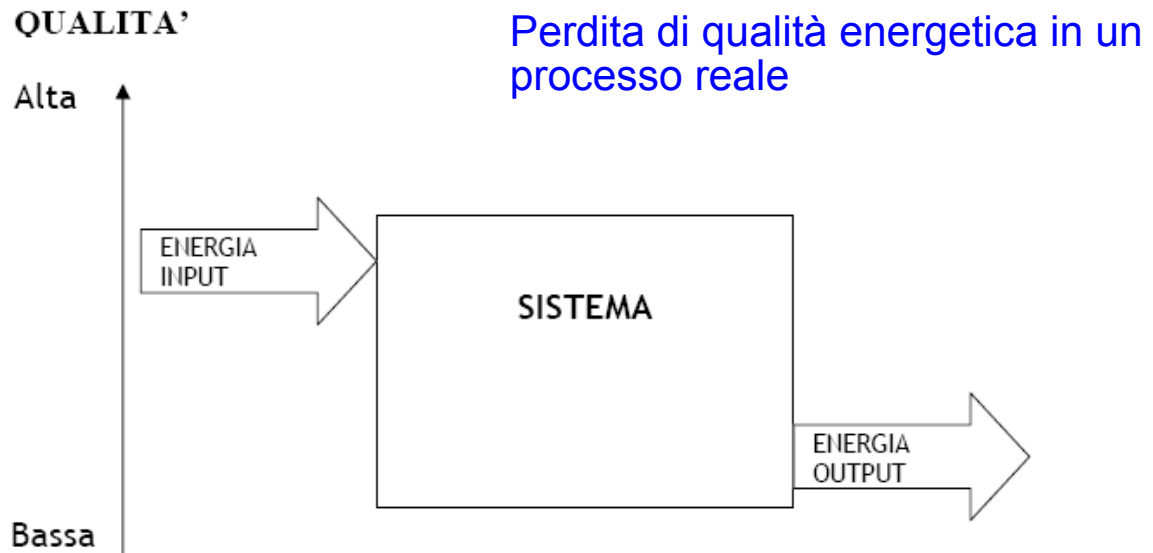 QUALITA’
Perdita di qualità energetica in un
processo reale
Alta
ENERGIA
INPUT
SISTEMA
ENERGIA
OUTPUT
Bassa